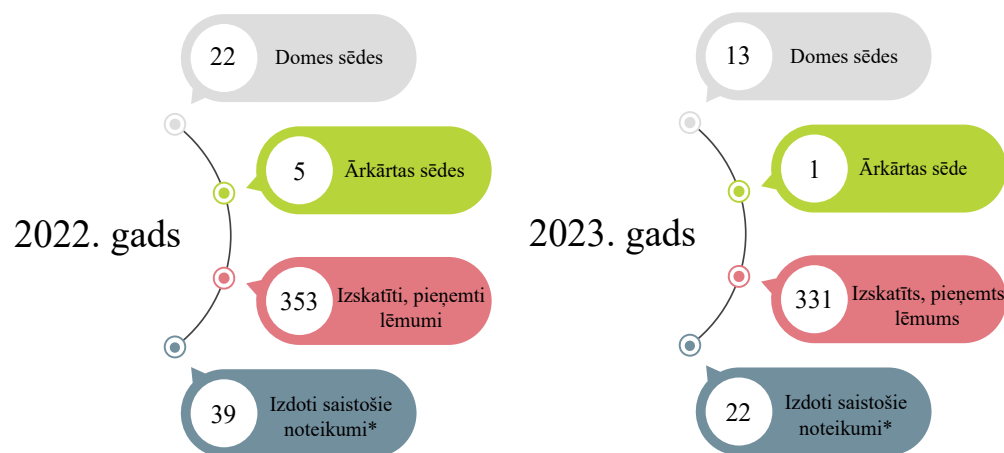 2022. gads
22
Domes sēdes
5
Ārkārtas sēdes
353
Izskatīti, pieņemti
lēmumi
39
Izdoti saistošie
noteikumi*
2023. gads
13
Domes sēdes
1
Ārkārtas sēde
331
Izskatīts, pieņemts
lēmums
22
Izdoti saistošie
noteikumi*